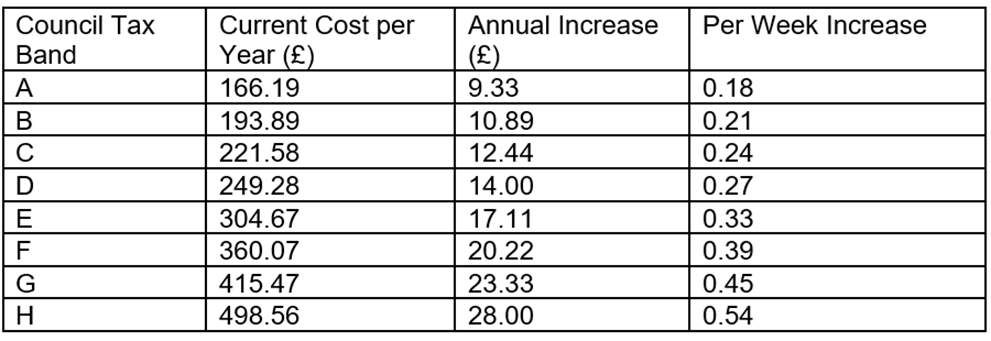 Council Tax Band Current Cost per Year (£) Annual Increase (£) Per Week Increase
A 166.19 9.33 0.18
B 193.89 10.89 0.21
C 221.58 12.44 0.24
D 249.28 14.00 0.27
E 304.67 17.11 0.33
F 360.07 20.22 0.39
G 415.47 23.33 0.45
H 498.56 28.00 0.54